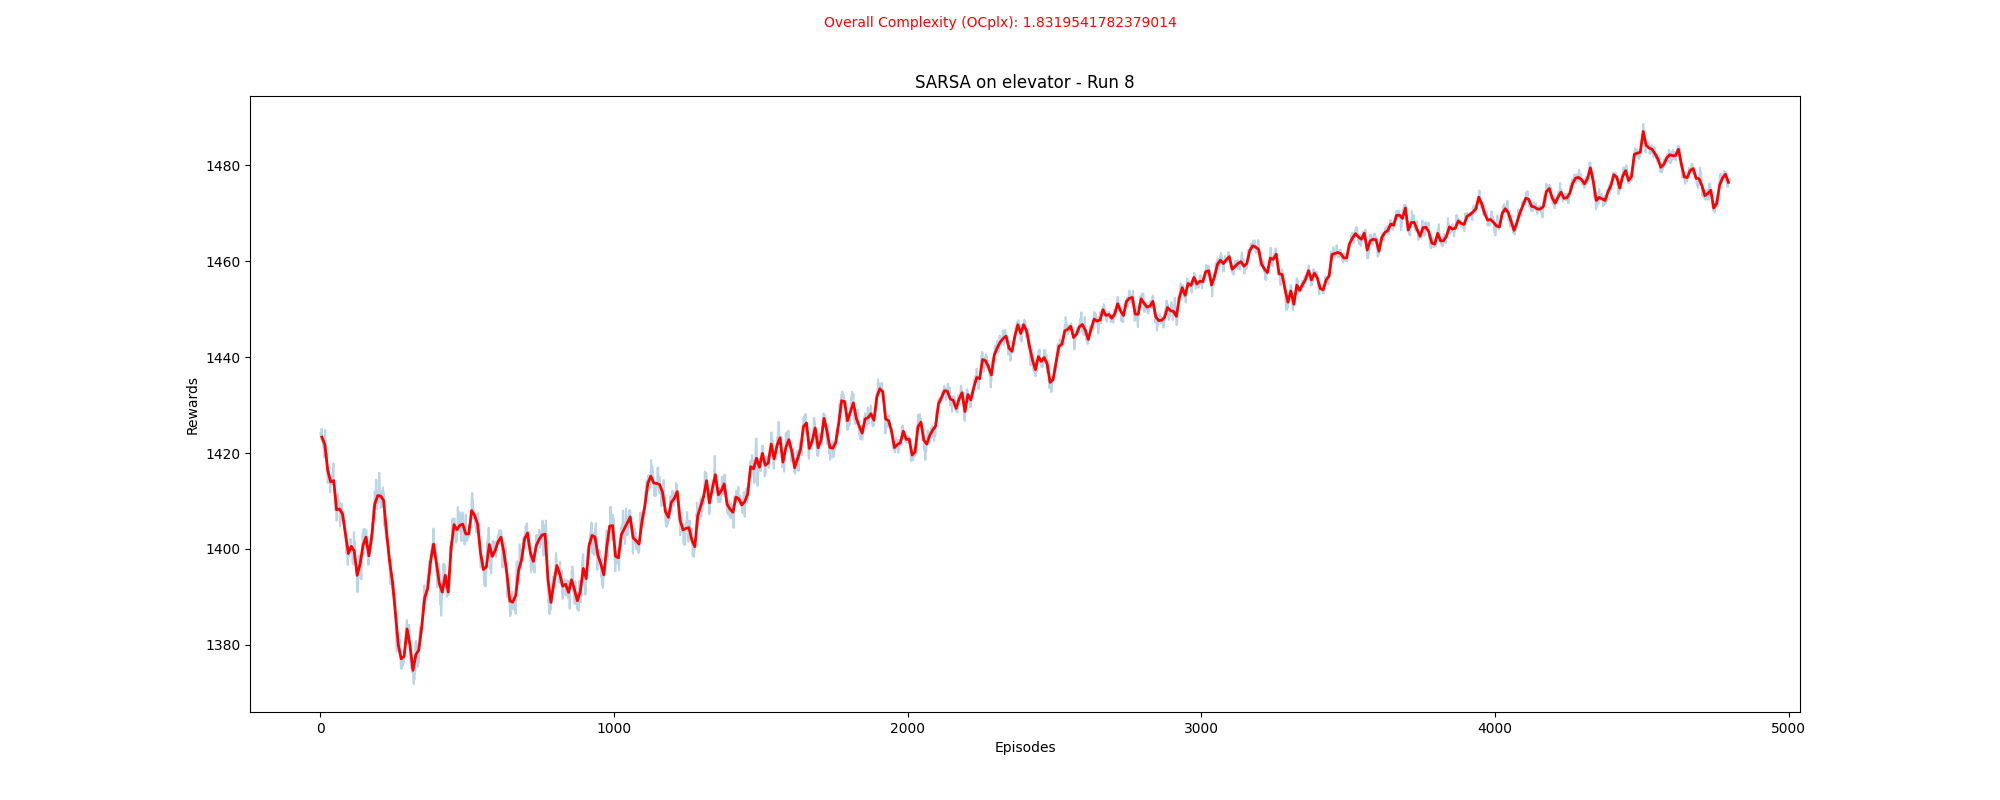 Overall Complexity (OCplx): 1.8319541782379014
SARSA on elevator - Run 8
1480
1460
1440
1420
1400
1380
Rewards
0 1000 2000 3000 4000 5000
Episodes